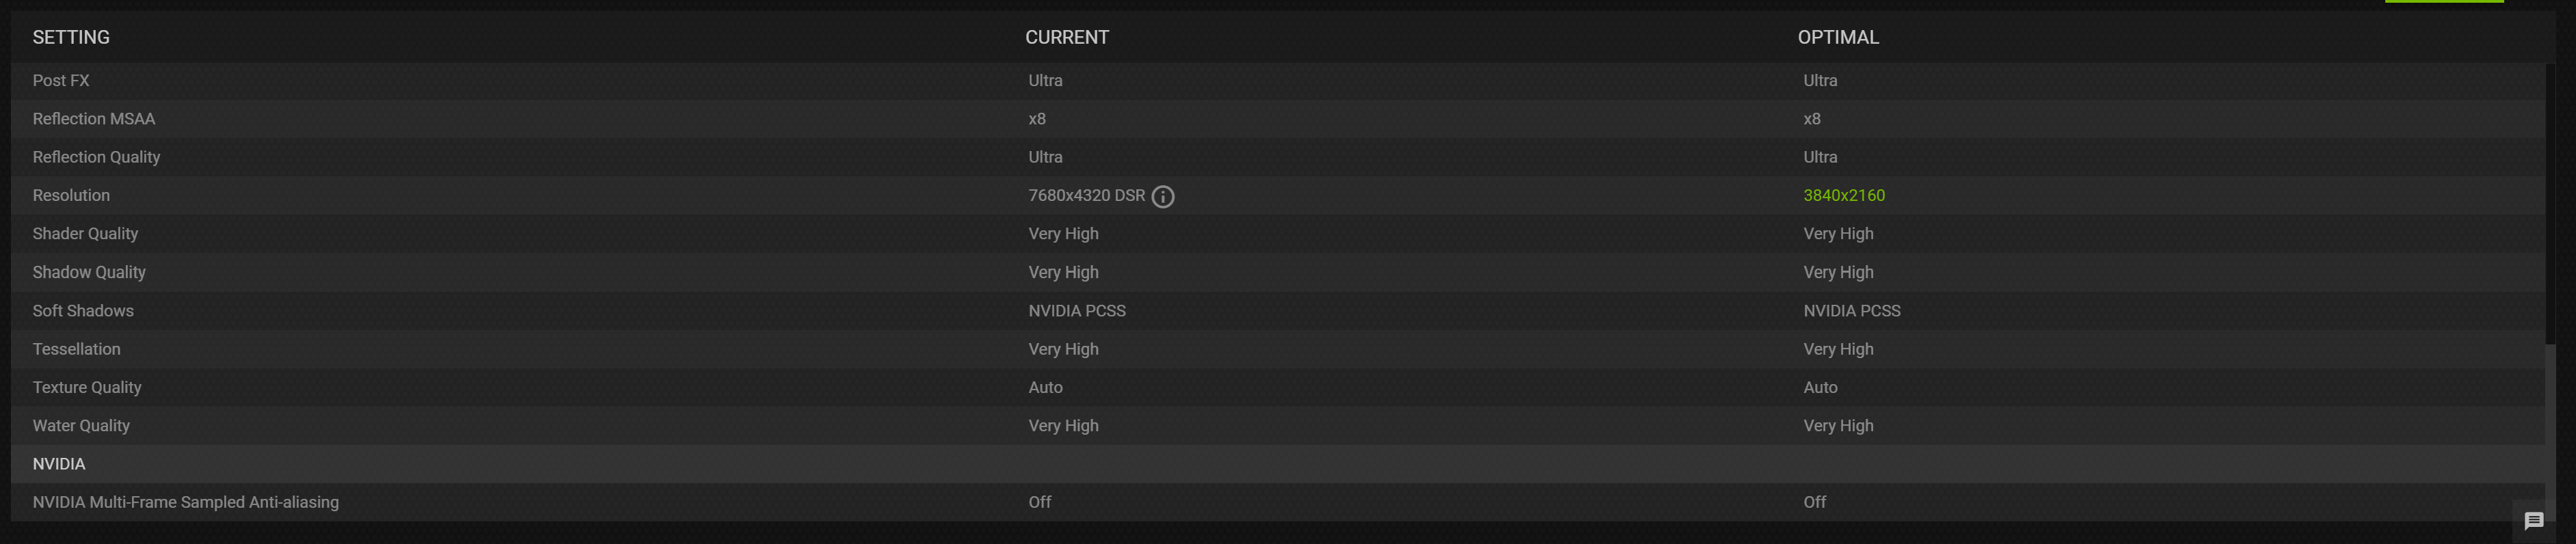 SETTING CURRENT OPTIMAL
Post FX Ultra Ultra
Reflection MSAA x8 x8
Reflection Quality Ultra Ultra
Resolution 7680x4320 DSR 3840x2160
Shader Quality Very High Very High
Shadow Quality Very High Very High
Soft Shadows NVIDIA PCSS NVIDIA PCSS
Tessellation Very High Very High
Texture Quality Auto Auto
Water Quality Very High Very High
NVIDIA
NVIDIA Multi-Frame Sampled Anti-aliasing Off Off